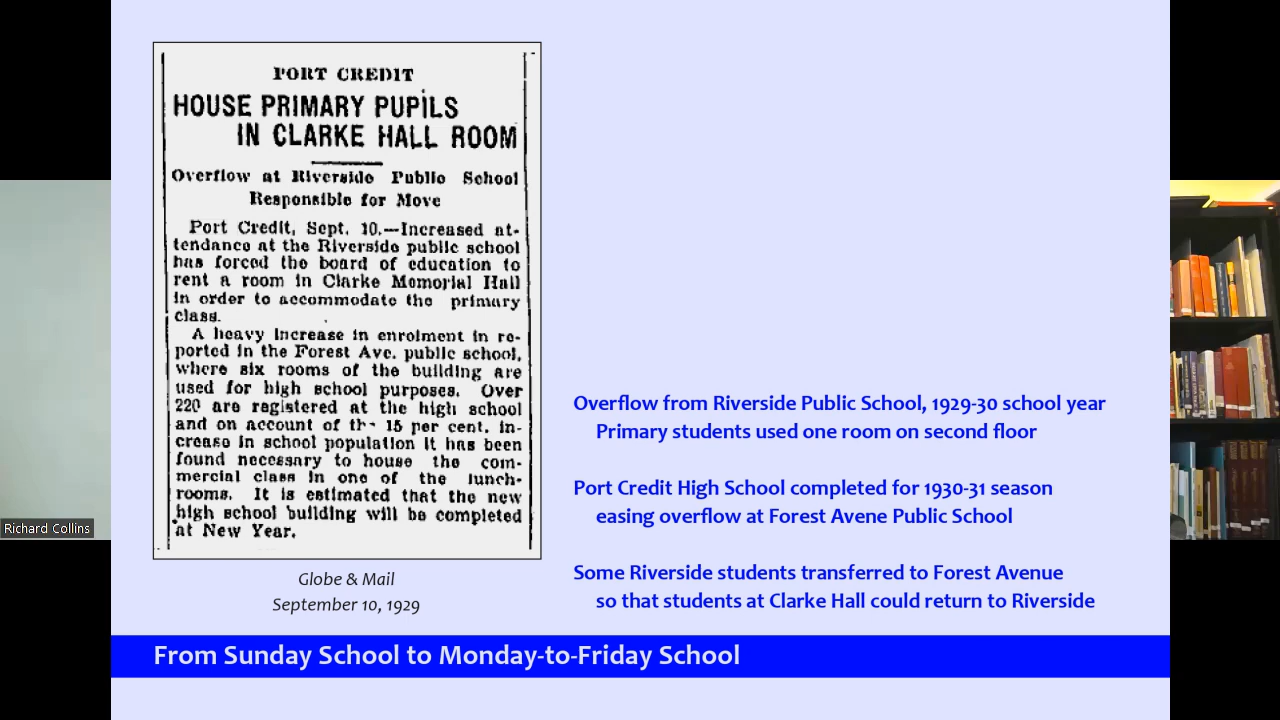 PORT CREDIT
HOUSE PRIMARY PUPILS
IN CLARKE HALL ROOM
Overflow at Riverside Public School
Responsible for Move
Port Credit, Sept. 10.—Increased at-
tendance at the Riverside public school
has forced the board of education to
rent a room in Clarke Memorial Hall
in order to accommodate the primary
class.
A heavy increase in enrolment in re-
ported in the Forest Ave. public school,
where six rooms of the building are
used for high school purposes. Over
220 are registered at the high school
and on account of the 15 per cent. in-
crease in school population it has been
found necessary to house the com-
mercial class in one of the lunch-
rooms. It is estimated that the new
high school building will be completed
at New Year.
Globe & Mail
September 10, 1929
Overflow from Riverside Public School, 1929-30 school year
Primary students used one room on second floor
Port Credit High School completed for 1930-31 season
easing overflow at Forest Avene Public School
Some Riverside students transferred to Forest Avenue
so that students at Clarke Hall could return to Riverside
From Sunday School to Monday-to-Friday School
Richard Collins